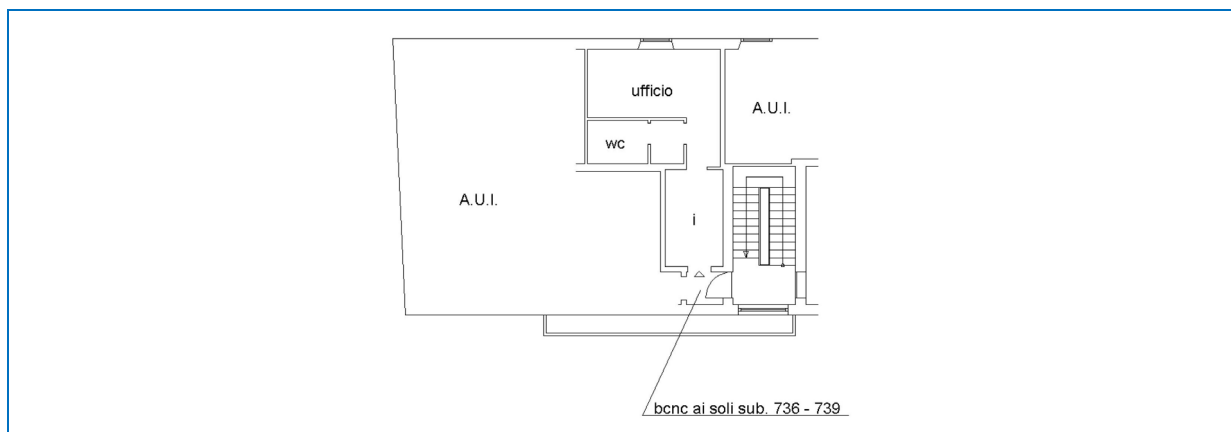 ufficio
A.U.I.
wc
A.U.I.
i
bcnc ai soli sub. 736 - 739